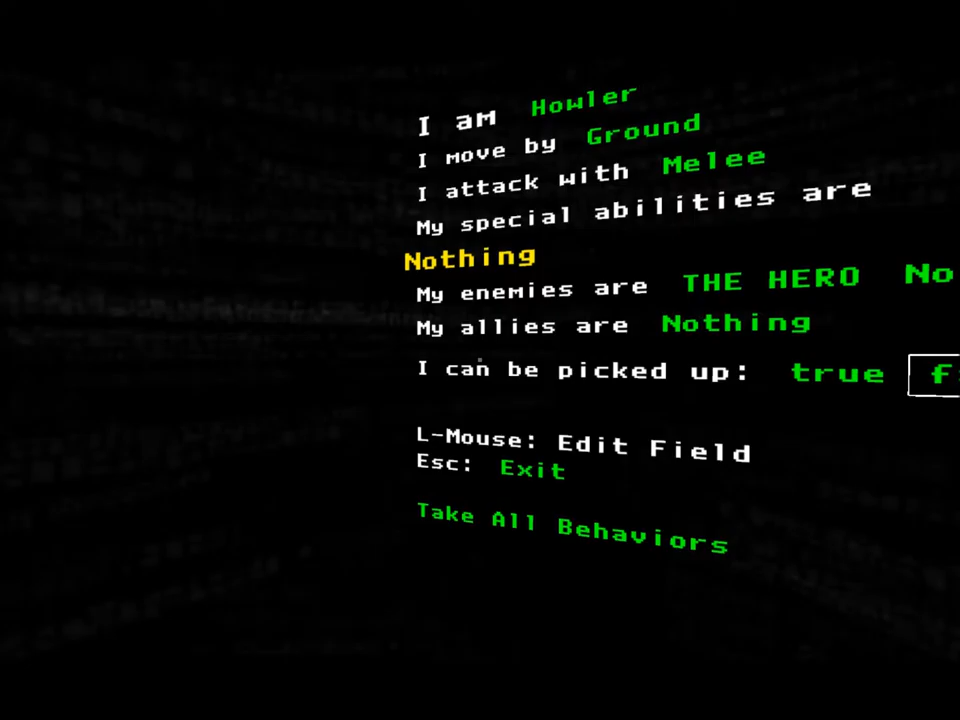 I am Howler
I move by Ground
I attack with Melee
My special abilities are
Nothing
My enemies are THE HERO No
My allies are Nothing
I can be picked up: true f
L-Mouse: Edit Field
Esc: Exit
Take All Behaviors